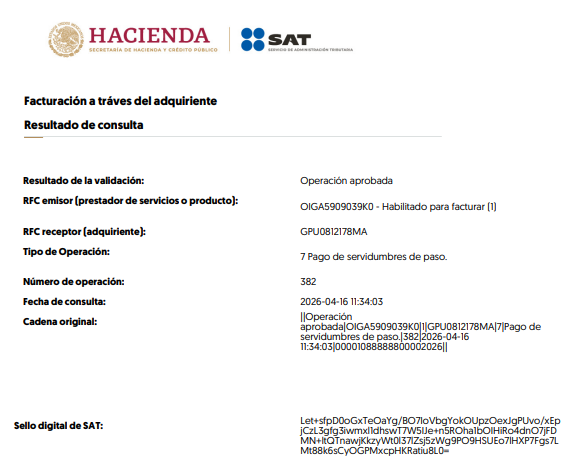 HACIENDA
SECRETARÍA DE HACIENDA Y CRÉDITO PÚBLICO
SAT
SERVICIO DE ADMINISTRACIÓN TRIBUTARIA
Facturación a tráves del adquiriente
Resultado de consulta
Resultado de la validación: Operación aprobada
RFC emisor (prestador de servicios o producto): OIGA5909039K0 - Habilitado para facturar (1)
RFC receptor (adquiriente): GPU0812178MA
Tipo de Operación: 7 Pago de servidumbres de paso.
Número de operación: 382
Fecha de consulta: 2026-04-16 11:34:03
Cadena original: ||Operación
aprobada|OIGA5909039K0|1|GPU0812178MA|7|Pago de
servidumbres de paso.|382|2026-04-16
11:34:03|00001088888800002026||
Sello digital de SAT: Let+sfpD0oGxTeOaYg/BO7IoVbgYokOUpzOexJgPUvo/xEp
jCzL3gfg3iwmxI1dhswT7W5IJe+n5ROha1bOIHiRo4dnO7jFD
MN+ItQTnawjKkzyWt0l37IZsj5zWg9PO9HSUEo7IHXP7Fgs7L
Mt88k6sCyOGPMxcpHKRatiu8L0=